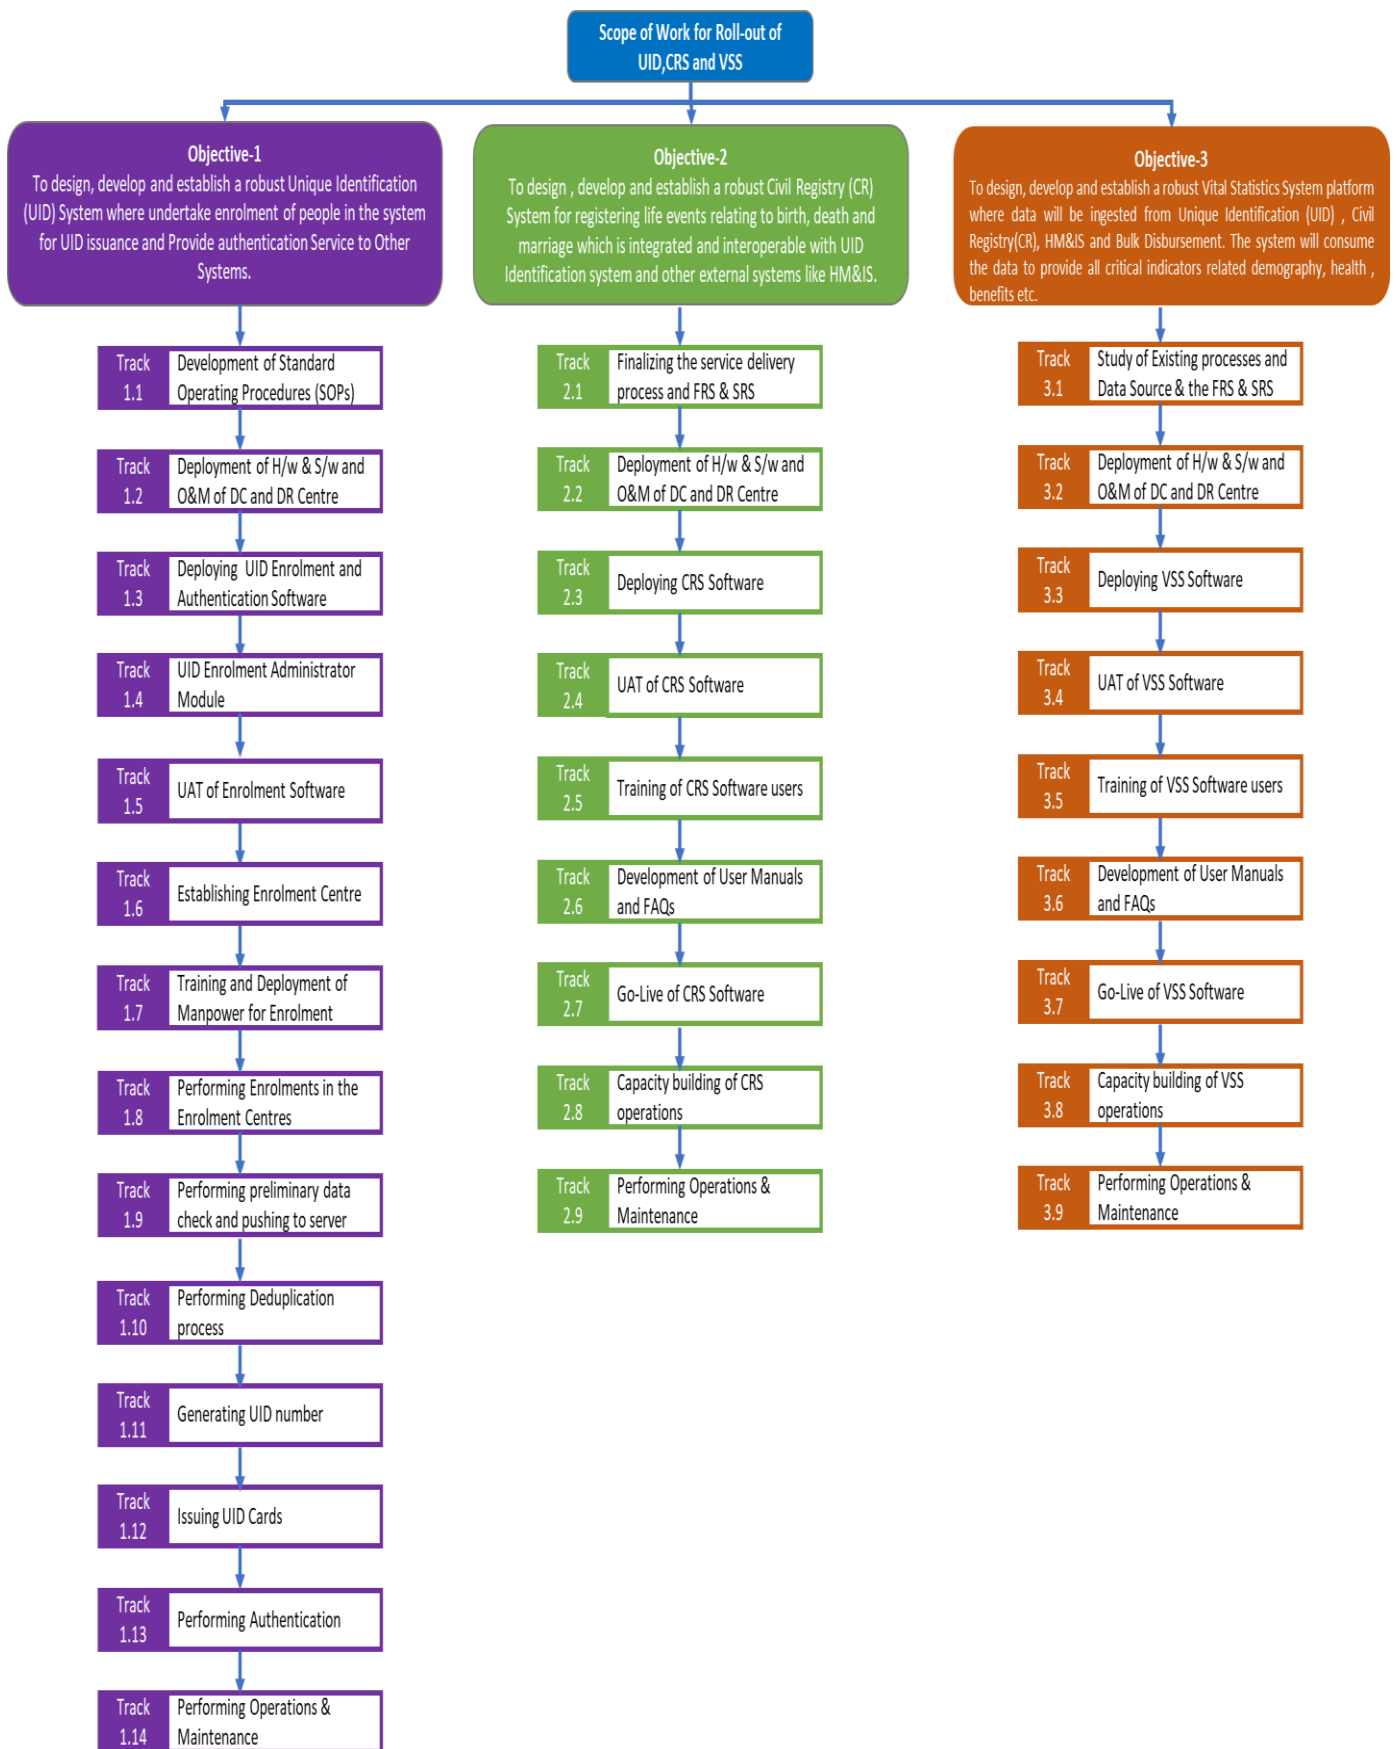 Scope of Work for Roll-out of
UID,CRS and VSS
Objective-1
To design, develop and establish a robust Unique Identification
(UID) System where undertake enrolment of people in the system
for UID issuance and Provide authentication Service to Other
Systems.
Track
1.1
Development of Standard
Operating Procedures (SOPs)
Track
1.2
Deployment of H/w & S/w and
O&M of DC and DR Centre
Track
1.3
Deploying UID Enrolment and
Authentication Software
Track
1.4
UID Enrolment Administrator
Module
Track
1.5
UAT of Enrolment Software
Track
1.6
Establishing Enrolment Centre
Track
1.7
Training and Deployment of
Manpower for Enrolment
Track
1.8
Performing Enrolments in the
Enrolment Centres
Track
1.9
Performing preliminary data
check and pushing to server
Track
1.10
Performing Deduplication
process
Track
1.11
Generating UID number
Track
1.12
Issuing UID Cards
Track
1.13
Performing Authentication
Track
1.14
Performing Operations &
Maintenance
Objective-2
To design , develop and establish a robust Civil Registry (CR)
System for registering life events relating to birth, death and
marriage which is integrated and interoperable with UID
Identification system and other external systems like HM&IS.
Track
2.1
Finalizing the service delivery
process and FRS & SRS
Track
2.2
Deployment of H/w & S/w and
O&M of DC and DR Centre
Track
2.3
Deploying CRS Software
Track
2.4
UAT of CRS Software
Track
2.5
Training of CRS Software users
Track
2.6
Development of User Manuals
and FAQs
Track
2.7
Go-Live of CRS Software
Track
2.8
Capacity building of CRS
operations
Track
2.9
Performing Operations &
Maintenance
Objective-3
To design, develop and establish a robust Vital Statistics System platform
where data will be ingested from Unique Identification (UID) , Civil
Registry(CR), HM&IS and Bulk Disbursement. The system will consume
the data to provide all critical indicators related demography, health ,
benefits etc.
Track
3.1
Study of Existing processes and
Data Source & the FRS & SRS
Track
3.2
Deployment of H/w & S/w and
O&M of DC and DR Centre
Track
3.3
Deploying VSS Software
Track
3.4
UAT of VSS Software
Track
3.5
Training of VSS Software users
Track
3.6
Development of User Manuals
and FAQs
Track
3.7
Go-Live of VSS Software
Track
3.8
Capacity building of VSS
operations
Track
3.9
Performing Operations &
Maintenance